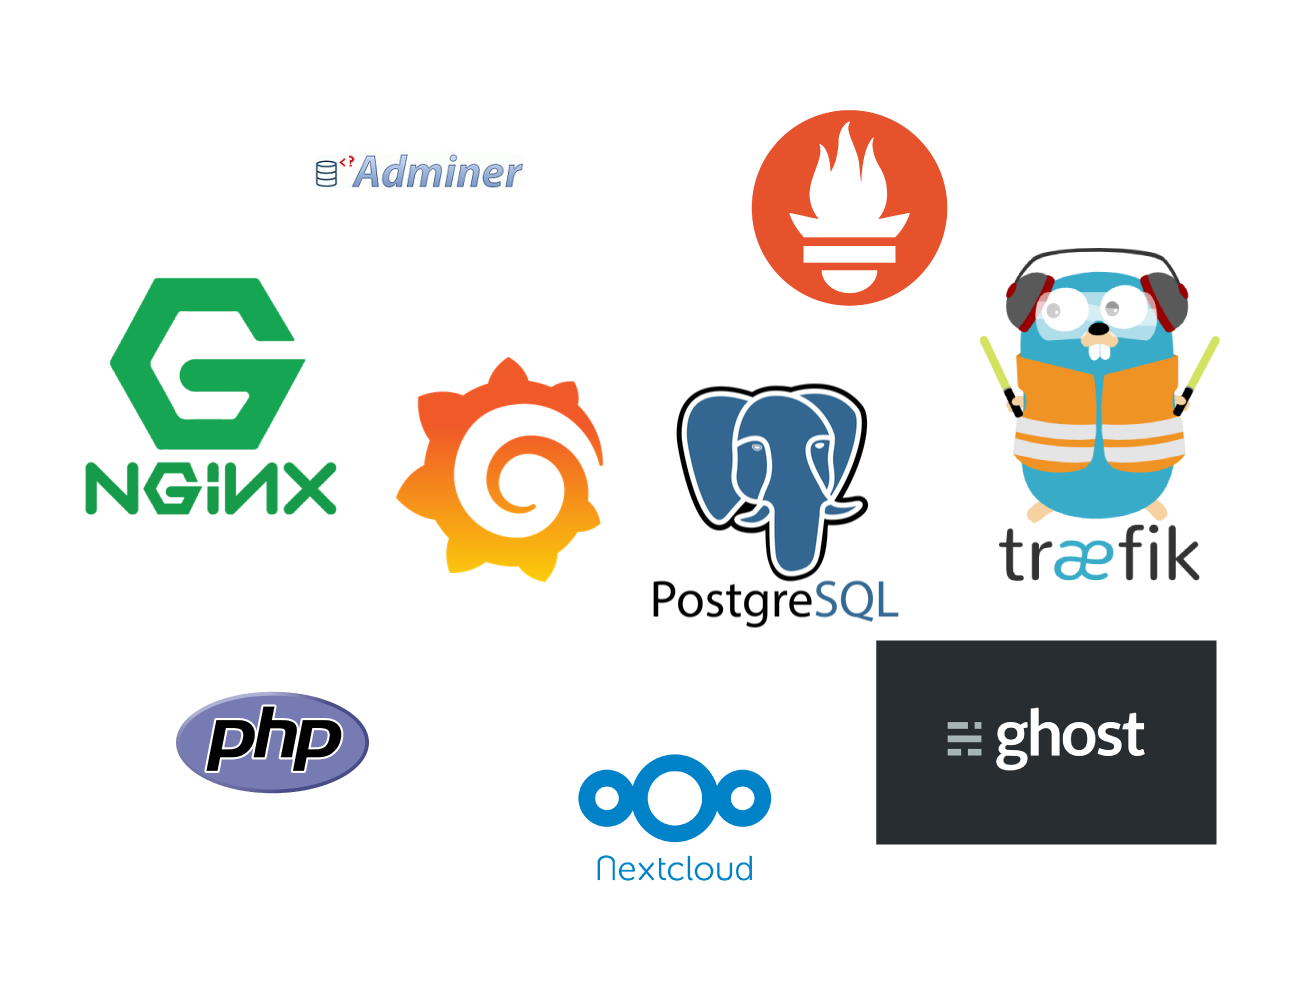 <?Adminer
NGiNX
træfik
PostgreSQL
php
ghost
Nextcloud